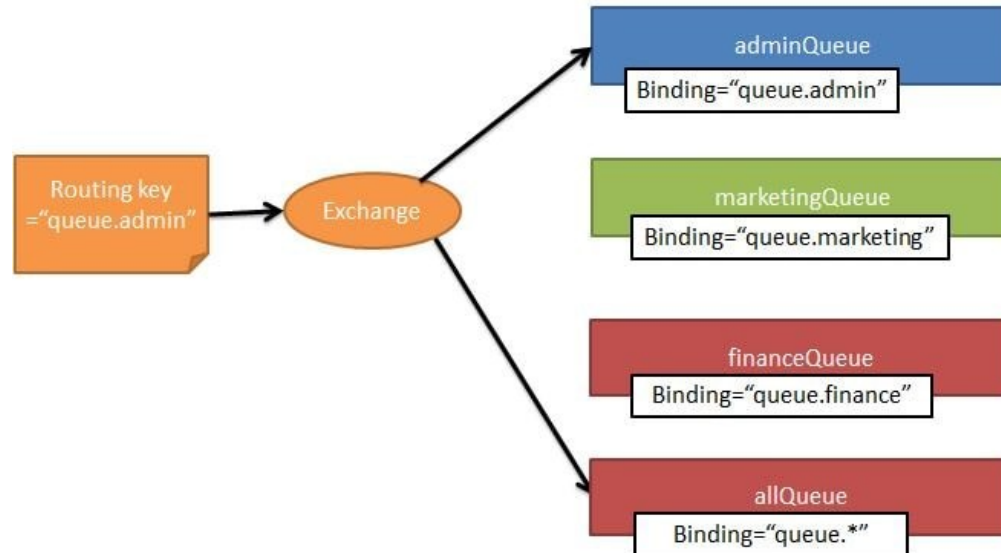 adminQueue
Binding=“queue.admin”
Routing key
=“queue.admin”
Exchange
marketingQueue
Binding=“queue.marketing”
financeQueue
Binding=“queue.finance”
allQueue
Binding=“queue.*”